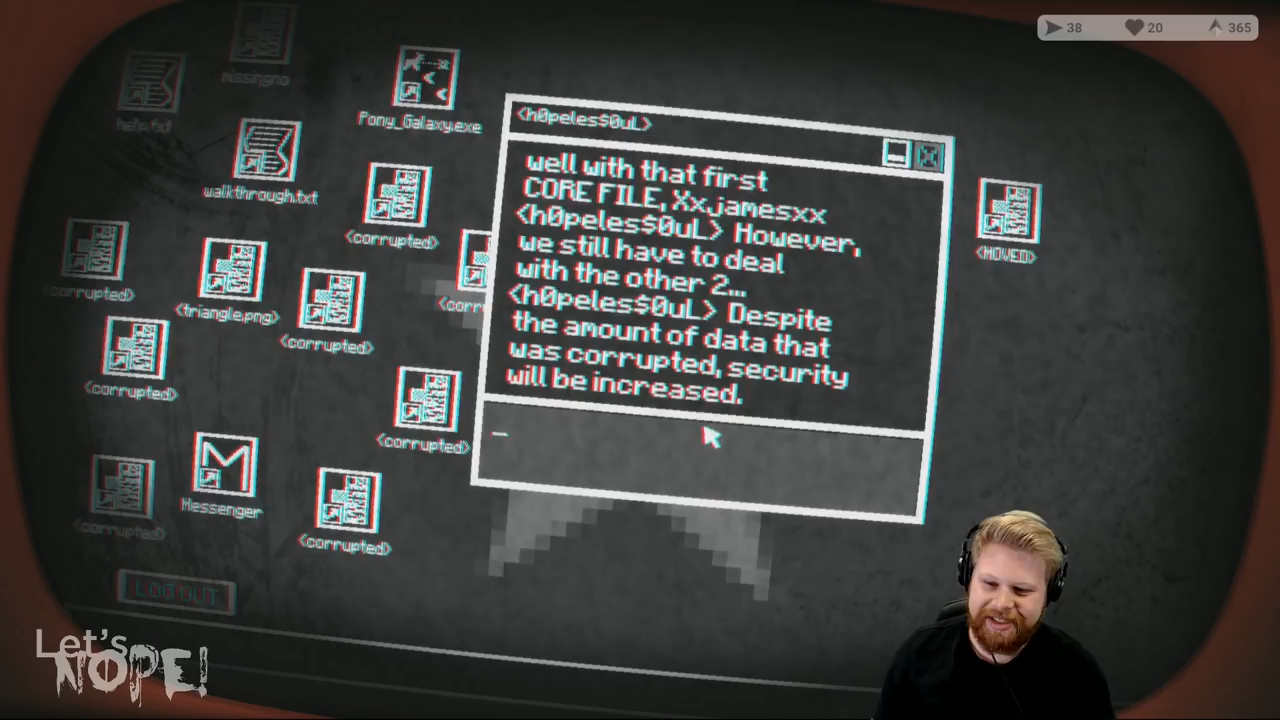 38 20 365
missingno
help.txt
Pony_Galaxy.exe
walkthrough.txt
<corrupted>
<corrupted>
<triangle.png>
<corrupted>
<corrupted>
<corrupted>
<corrupted>
Messenger
<corrupted>
LOG OUT
<h0peles$0uL>
well with that first
CORE FILE, Xx.jamesxx
<h0peles$0uL> However,
we still have to deal
with the other 2...
<h0peles$0uL> Despite
the amount of data that
was corrupted, security
will be increased.
<MOVED>
Let's
NOPE!